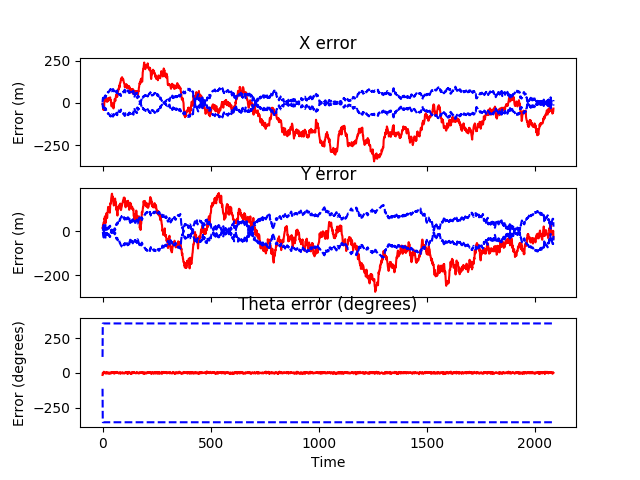 X error
Error (m)
250
0
−250
Y error
Error (m)
0
−200
Theta error (degrees)
Error (degrees)
250
0
−250
0
500
1000
1500
2000
Time